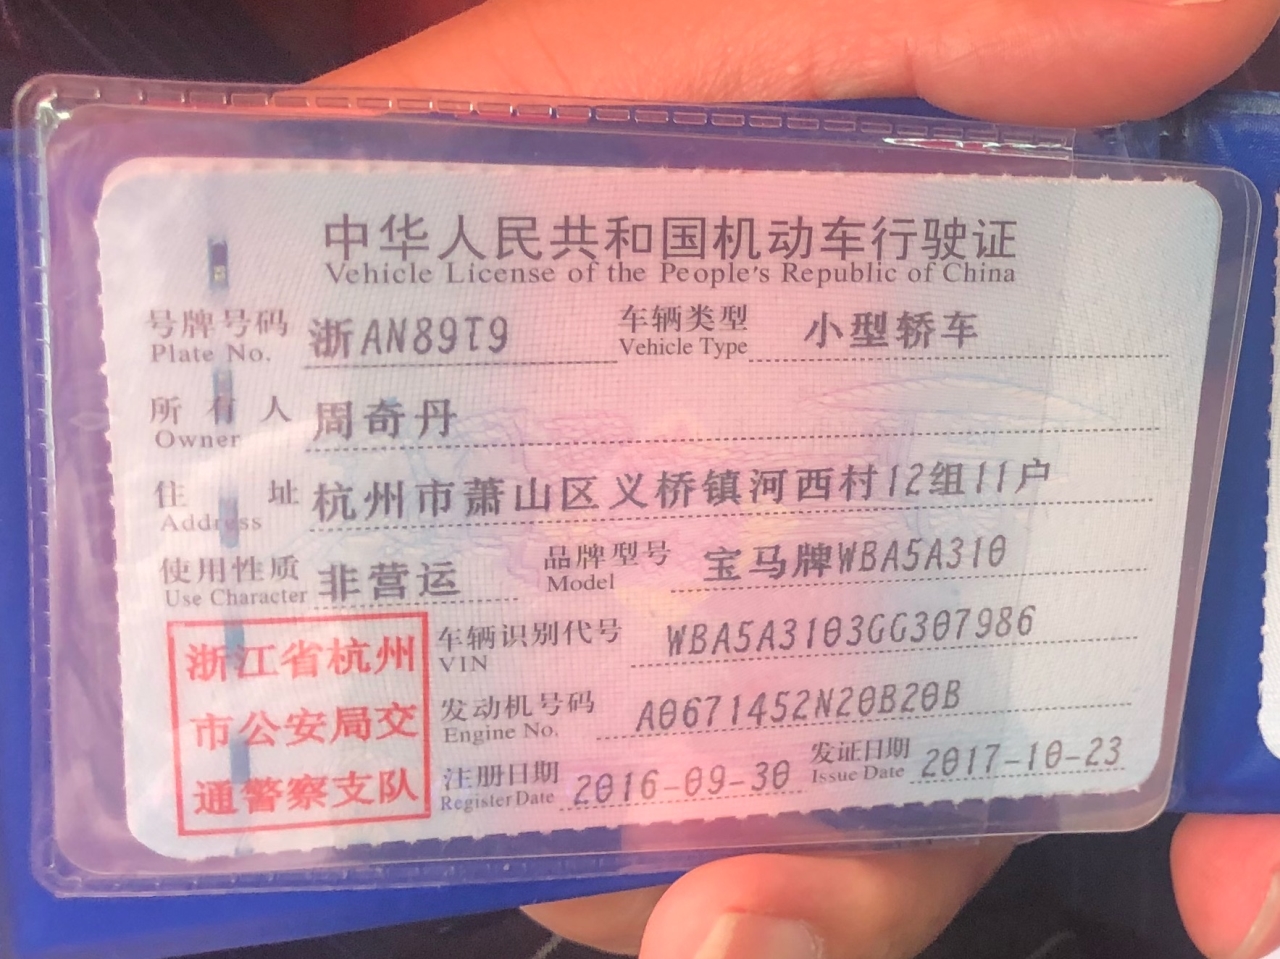 中华人民共和国机动车行驶证
Vehicle License of the People's Republic of China
号牌号码 浙AN89T9 车辆类型 小型轿车
Plate No. Vehicle Type
所有人 周奇丹
Owner
住址 杭州市萧山区义桥镇河西村12组11户
Address
使用性质 非营运 品牌型号 宝马牌WBA5A310
Use Character Model
浙江省杭州
市公安局交
通警察支队
车辆识别代号 WBA5A3103GG307986
VIN
发动机号码 A0671452N20B20B
Engine No.
注册日期 2016-09-30 发证日期 2017-10-23
Register Date Issue Date